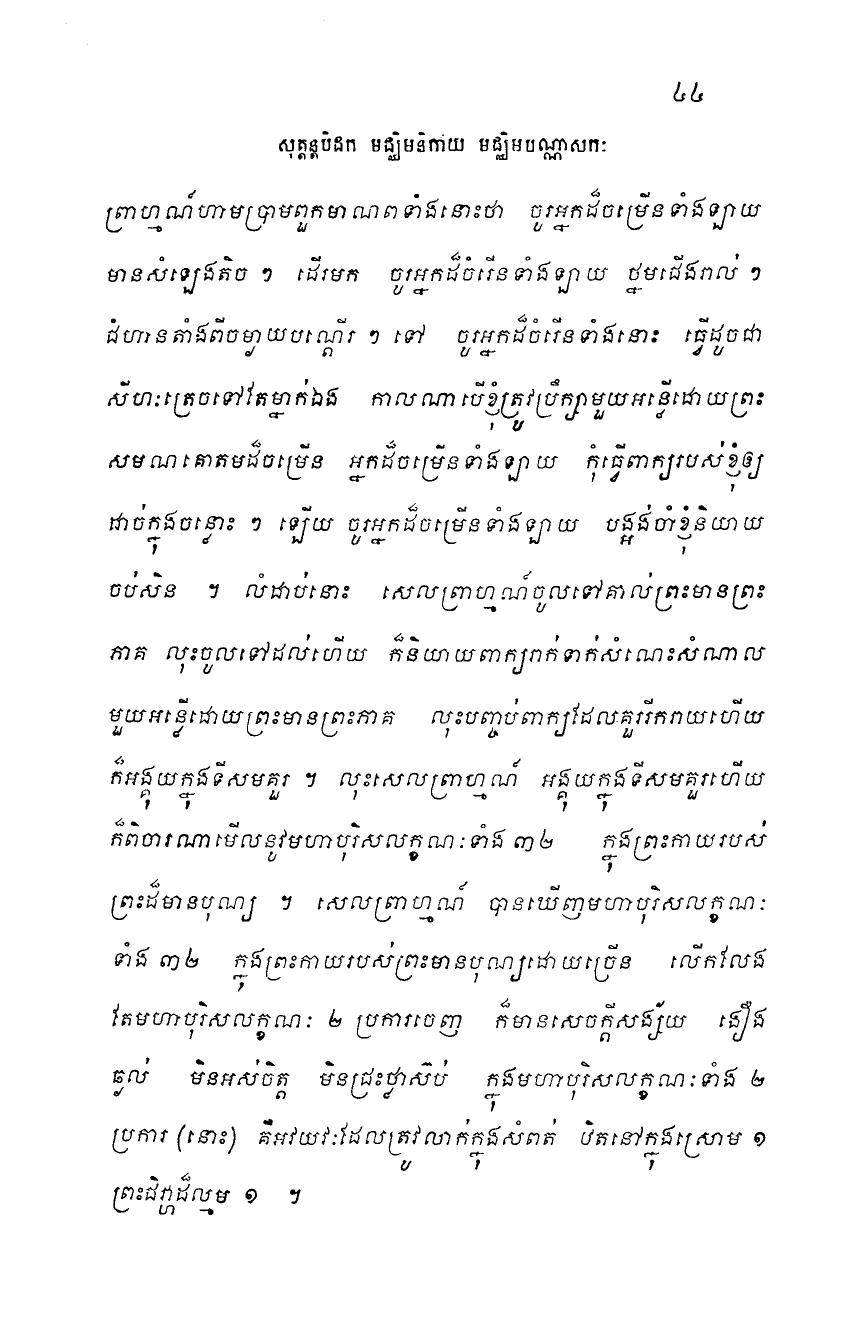 ៤៤
សុត្តន្តបិដក មជ្ឈិមនិកាយ មជ្ឈិមបណ្ណាសកៈ
ព្រាហ្មណ៍ហាមប្រាមពួកមាណពទាំងនោះថា ចូរអ្នកដ៏ចម្រើនទាំងឡាយ
មានសំឡេងតិច ៗ ដើរមក ចូរអ្នកដ៏ចំរើនទាំងឡាយ ថ្នមជើងរាល់ ៗ
ជំហានតាំងពីចម្ងាយបណ្តើរ ៗ ទៅ ចូរអ្នកដ៏ចំរើនទាំងនោះ ធ្វើដូចជា
សីហៈត្រេចទៅតែម្នាក់ឯង កាលណាបើខ្ញុំត្រូវប្រឹក្សាមួយអន្លើដោយព្រះ
សមណគោតមដ៏ចម្រើន អ្នកដ៏ចម្រើនទាំងឡាយ កុំធ្វើពាក្យរបស់ខ្ញុំឲ្យ
ដាច់ក្នុងចន្លោះ ៗ ឡើយ ចូរអ្នកដ៏ចម្រើនទាំងឡាយ បង្អង់ចាំខ្ញុំនិយាយ
ចប់សិន ។ លំដាប់នោះ សេលព្រាហ្មណ៍ចូលទៅគាល់ព្រះមានព្រះ
ភាគ លុះចូលទៅដល់ហើយ ក៏និយាយពាក្យរាក់ទាក់សំណេះសំណាល
មួយអន្លើដោយព្រះមានព្រះភាគ លុះបញ្ចប់ពាក្យដែលគួររីករាយហើយ
ក៏អង្គុយក្នុងទីសមគួរ ។ លុះសេលព្រាហ្មណ៍ អង្គុយក្នុងទីសមគួរហើយ
ក៏ពិចារណាមើលនូវមហាបុរិសលក្ខណៈទាំង ៣២ ក្នុងព្រះកាយរបស់
ព្រះដ៏មានបុណ្យ ។ សេលព្រាហ្មណ៍ បានឃើញមហាបុរិសលក្ខណៈ
ទាំង ៣២ ក្នុងព្រះកាយរបស់ព្រះមានបុណ្យដោយច្រើន លើកលែង
តែមហាបុរិសលក្ខណៈ ២ ប្រការចេញ ក៏មានសេចក្តីសង្ស័យ ងឿង
ឆ្ងល់ មិនអស់ចិត្ត មិនជ្រះថ្លាស៊ប់ ក្នុងមហាបុរិសលក្ខណៈទាំង ២
ប្រការ (នោះ) គឺអវយវៈដែលត្រូវលាក់ក្នុងសំពត់ ឋិតនៅក្នុងស្រោម ១
ព្រះជិវ្ហាដ៏ល្មម ១ ។